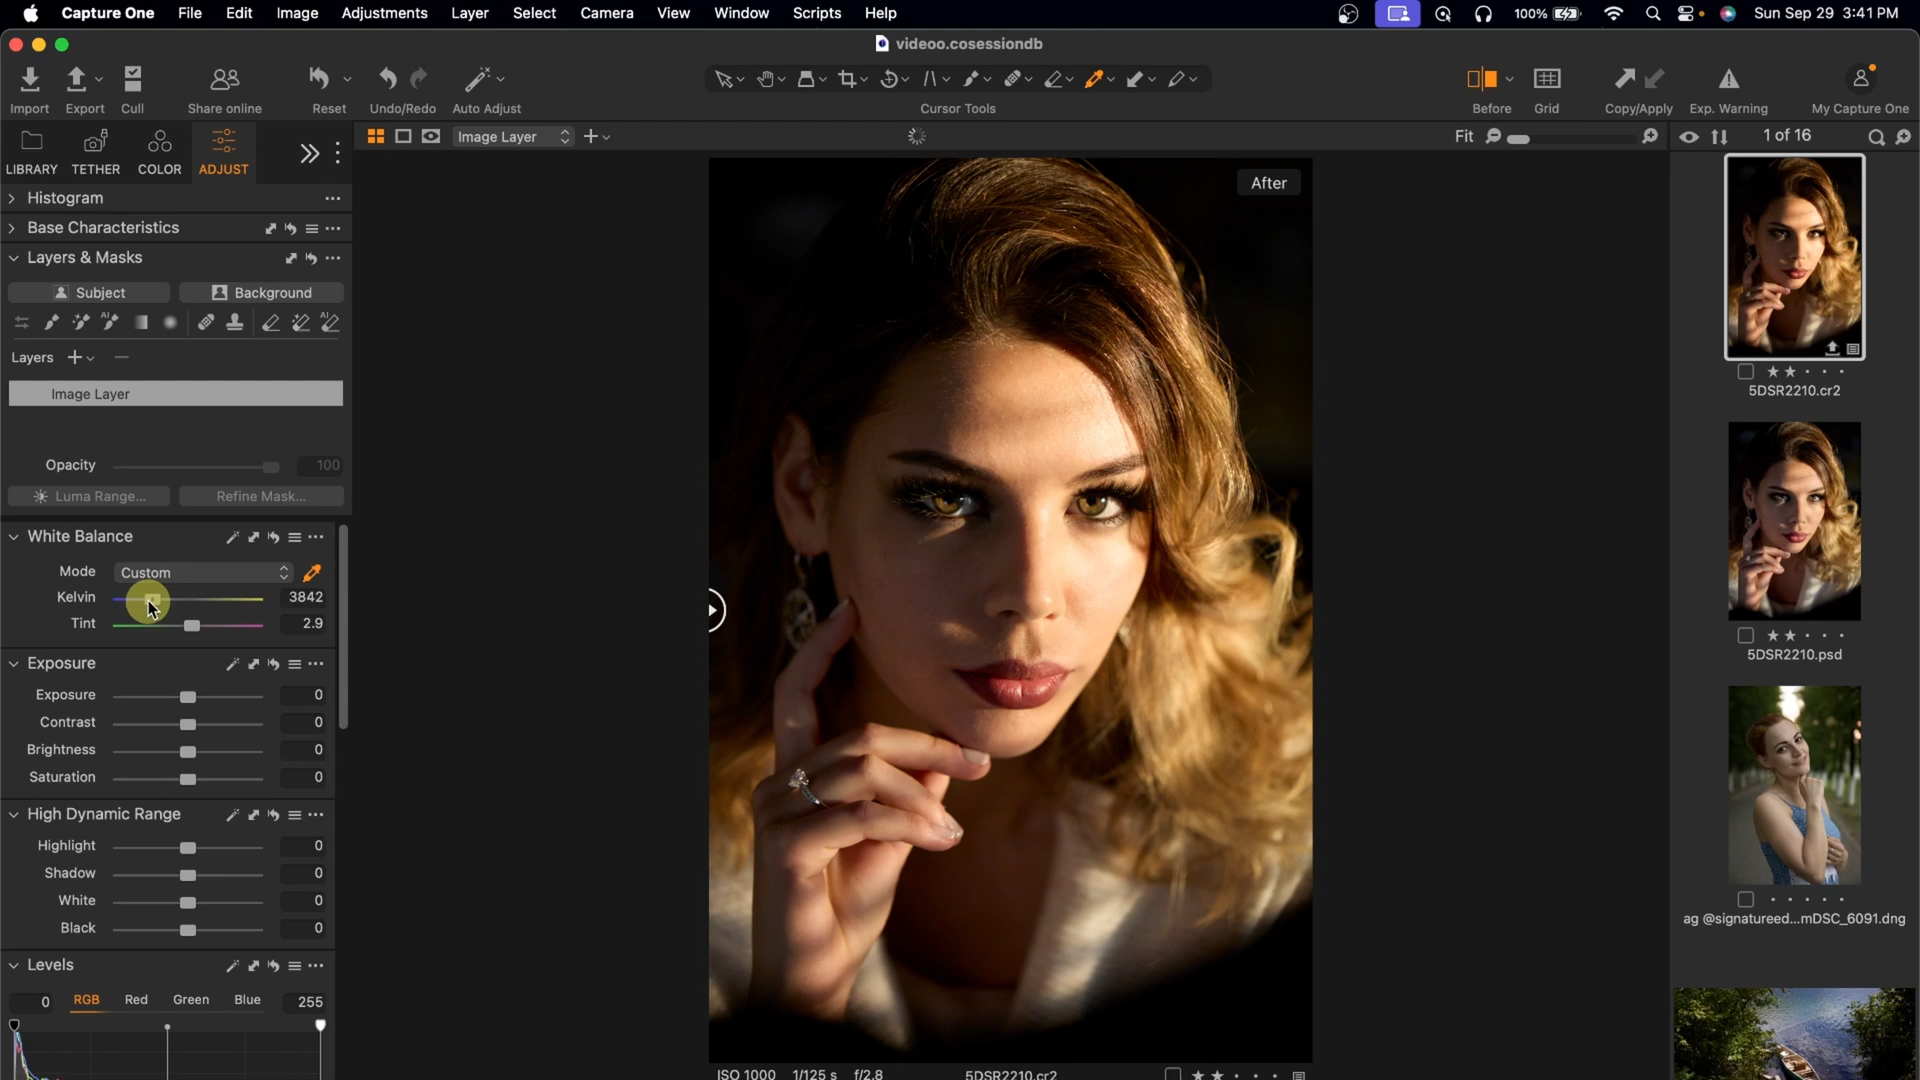 Capture One File Edit Image Adjustments Layer Select Camera View Window Scripts Help 100% Sun Sep 29 3:41 PM
videoo.cosessiondb
Import Export Cull Share online Reset Undo/Redo Auto Adjust Cursor Tools Before Grid Copy/Apply Exp. Warning My Capture One
LIBRARY TETHER COLOR ADJUST
Image Layer
Fit
1 of 16
Histogram
Base Characteristics
Layers & Masks
Subject Background
AI AI
Layers
Image Layer
Opacity 100
Luma Range... Refine Mask...
White Balance
Mode Custom
Kelvin 3842
Tint 2.9
Exposure
Exposure 0
Contrast 0
Brightness 0
Saturation 0
High Dynamic Range
Highlight 0
Shadow 0
White 0
Black 0
Levels
0 RGB Red Green Blue 255
After
ISO 1000 1/125 s f/2.8 5DSR2210.cr2
5DSR2210.cr2
5DSR2210.psd
ag @signatureed...mDSC_6091.dng